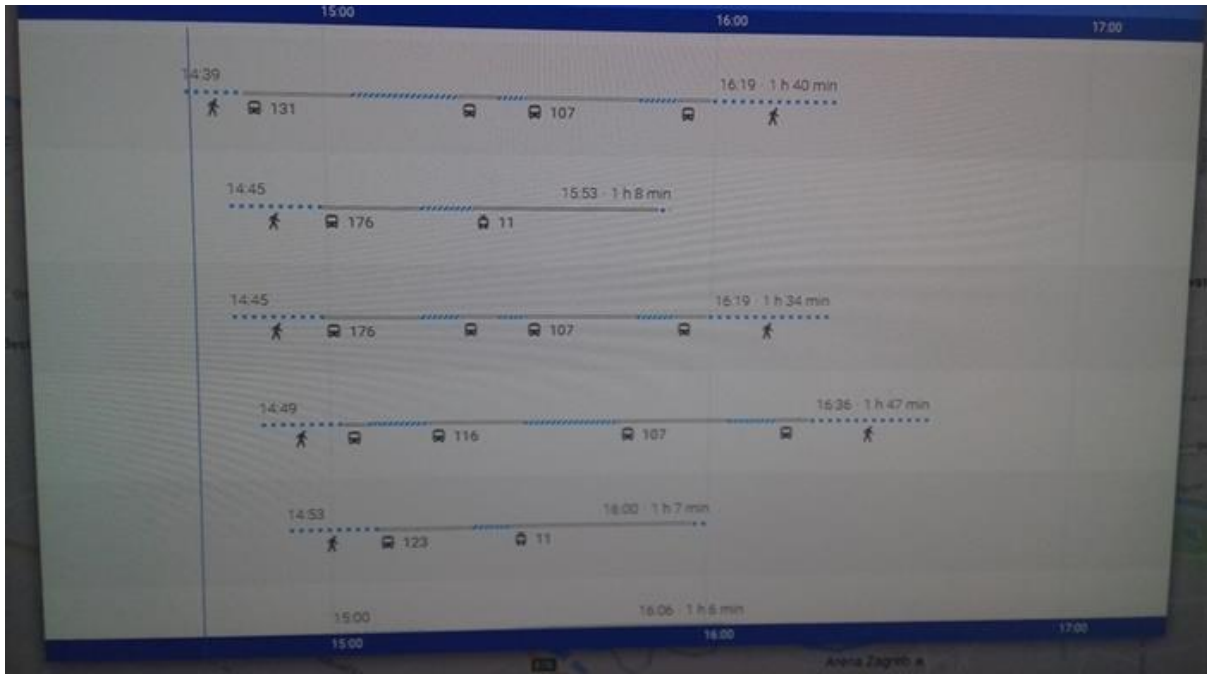 15:00 16:00 17:00
14:39 16:19 · 1 h 40 min
131 107
14:45 15:53 · 1 h 8 min
176 11
14:45 16:19 · 1 h 34 min
176 107
14:49 16:36 · 1 h 47 min
116 107
14:53 16:00 · 1 h 7 min
123 11
15:00 16:06 · 1 h 6 min
15:00 16:00 17:00
Arena Zagreb